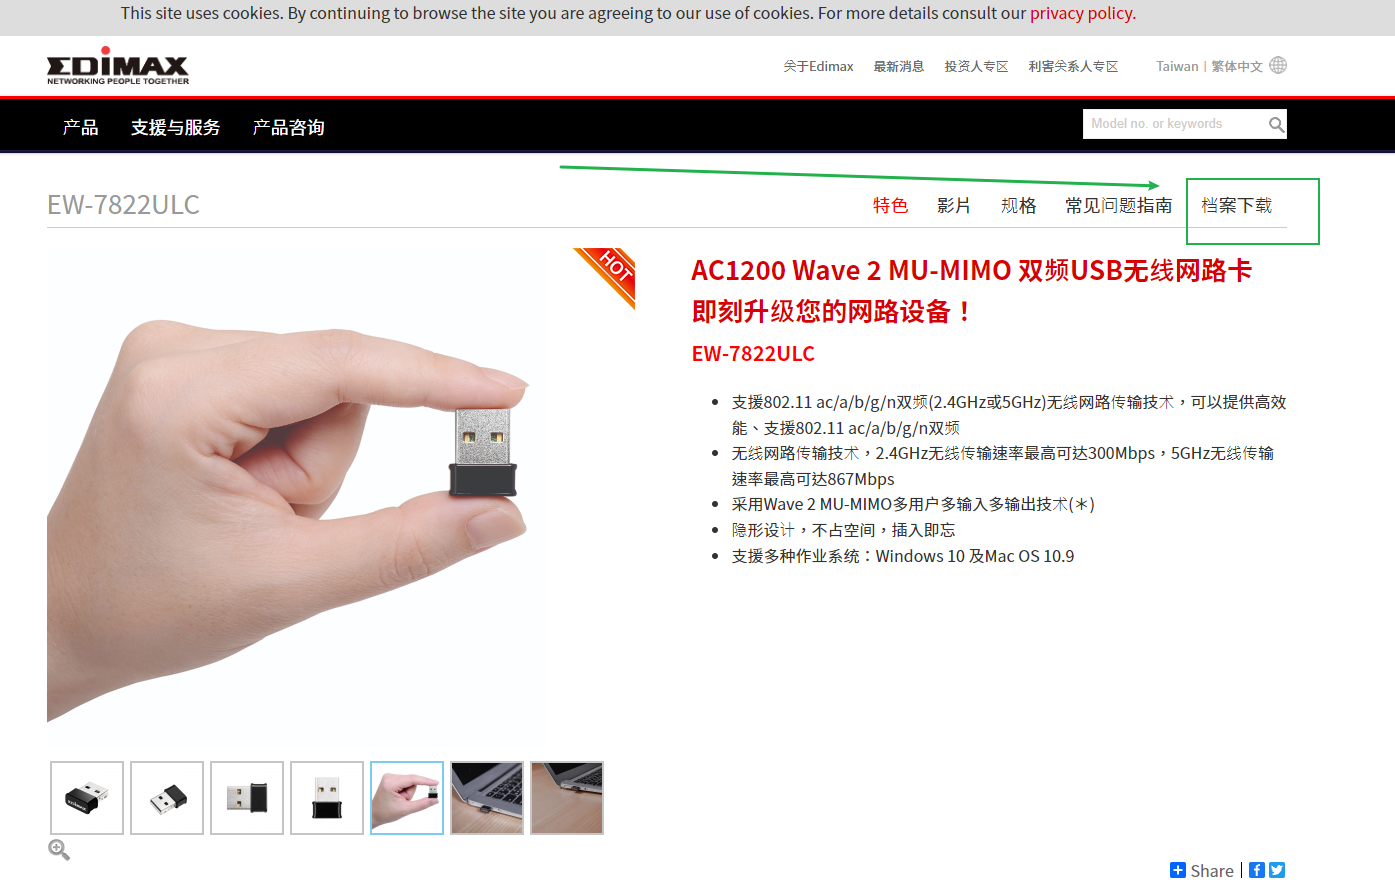 This site uses cookies. By continuing to browse the site you are agreeing to our use of cookies. For more details consult our privacy policy.
EDIMAX
NETWORKING PEOPLE TOGETHER
关于Edimax 最新消息 投资人专区 利害关系人专区 Taiwan | 繁体中文
产品 支援与服务 产品咨询 Model no. or keywords
EW-7822ULC 特色 影片 规格 常见问题指南 档案下载
HOT
AC1200 Wave 2 MU-MIMO 双频USB无线网路卡
即刻升级您的网路设备！
EW-7822ULC
支援802.11 ac/a/b/g/n双频(2.4GHz或5GHz)无线网路传输技术，可以提供高效
能、支援802.11 ac/a/b/g/n双频
无线网路传输技术，2.4GHz无线传输速率最高可达300Mbps，5GHz无线传输
速率最高可达867Mbps
采用Wave 2 MU-MIMO多用户多输入多输出技术(＊)
隐形设计，不占空间，插入即忘
支援多种作业系统：Windows 10 及Mac OS 10.9
EDIMAX
Share |